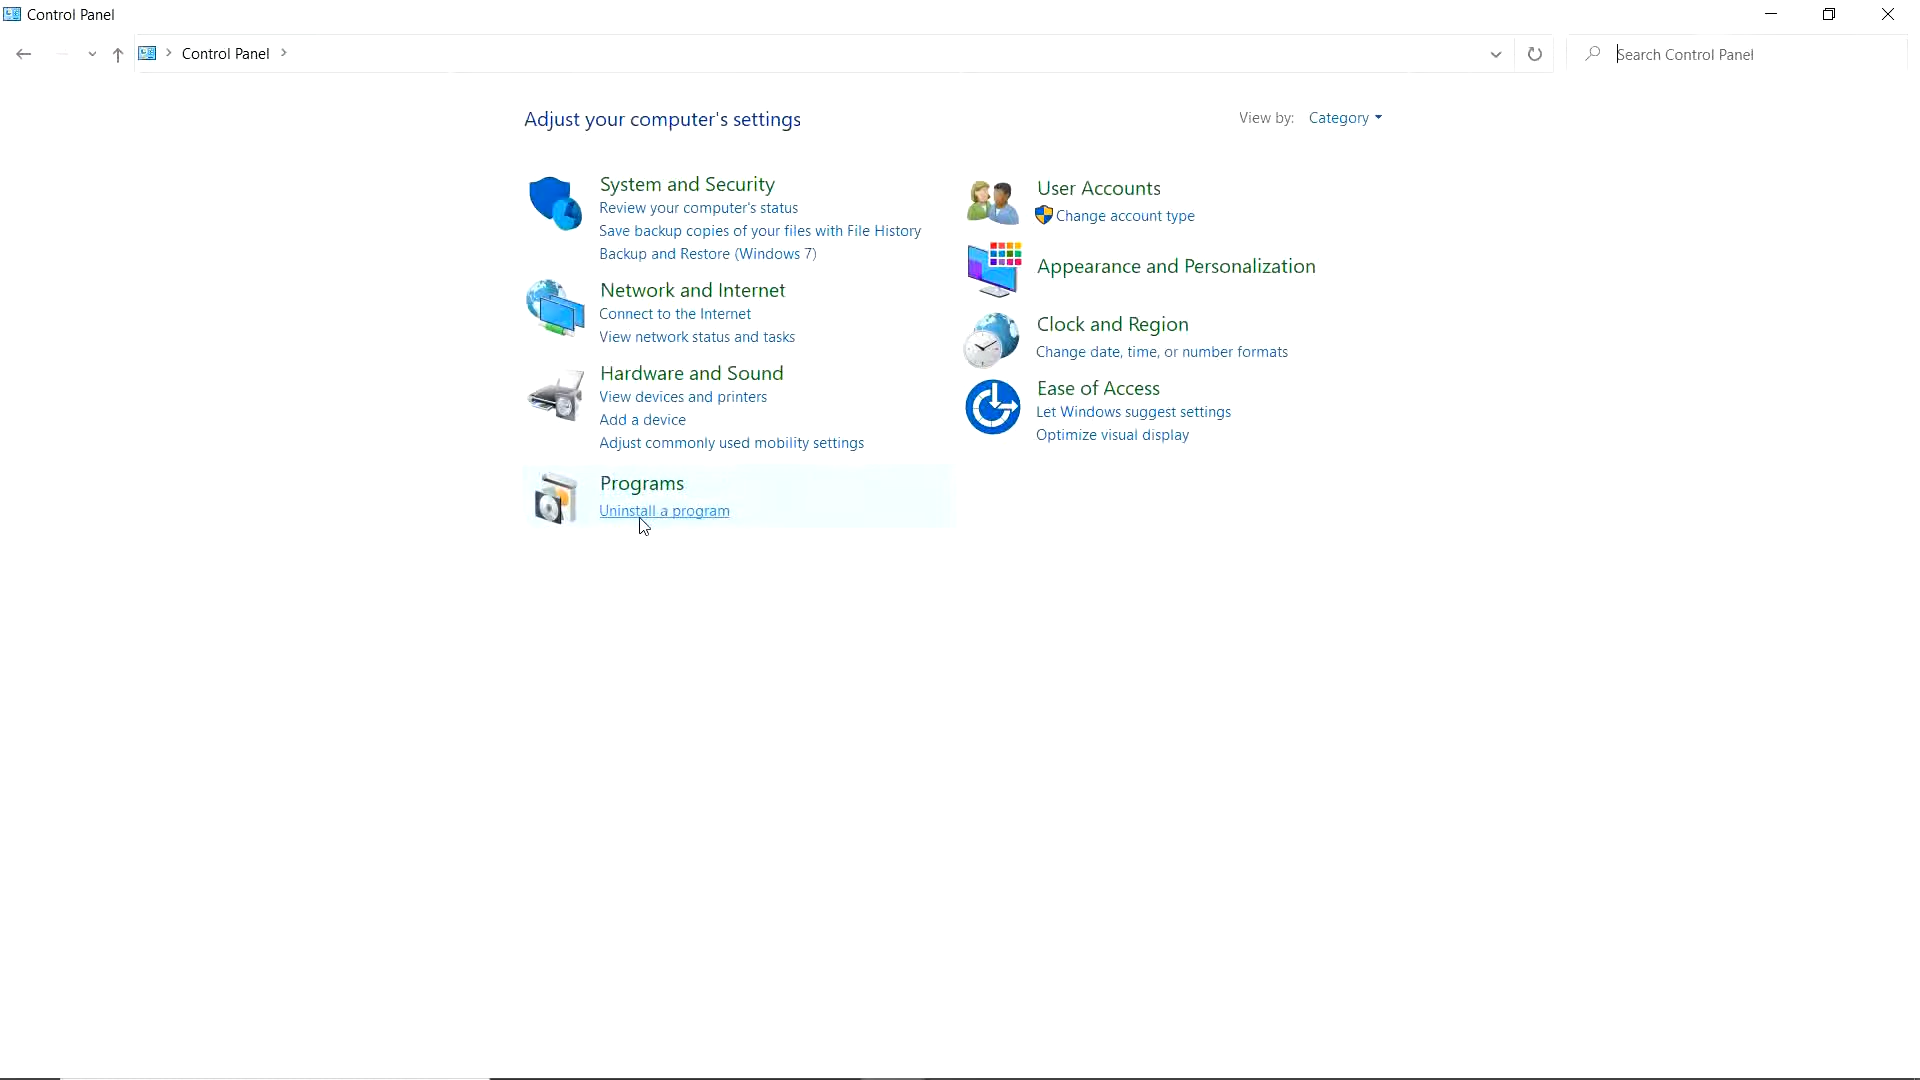 Control Panel
Control Panel
Search Control Panel
Adjust your computer's settings
View by: Category
System and Security
Review your computer's status
Save backup copies of your files with File History
Backup and Restore (Windows 7)
Network and Internet
Connect to the Internet
View network status and tasks
Hardware and Sound
View devices and printers
Add a device
Adjust commonly used mobility settings
Programs
Uninstall a program
User Accounts
Change account type
Appearance and Personalization
Clock and Region
Change date, time, or number formats
Ease of Access
Let Windows suggest settings
Optimize visual display